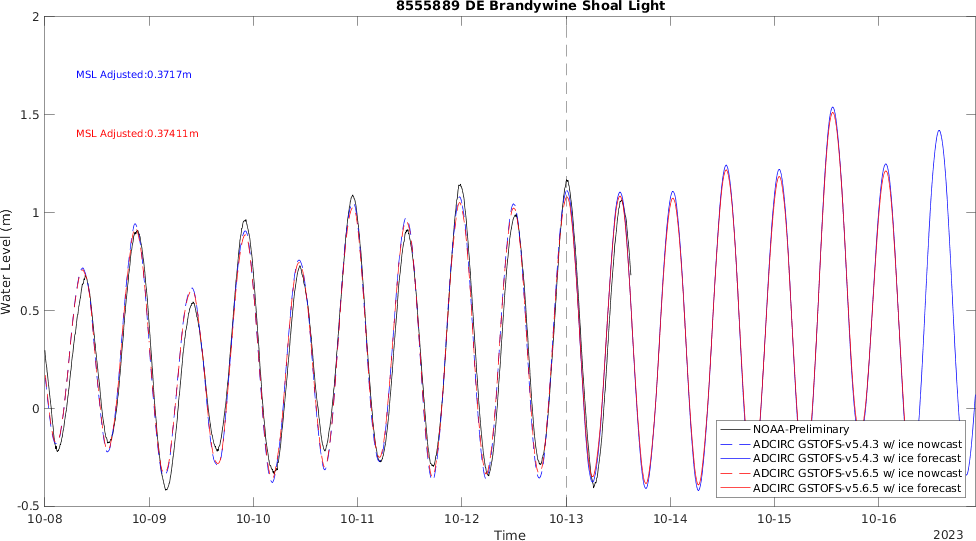 8555889 DE Brandywine Shoal Light
2
1.5
1
0.5
0
-0.5
Water Level (m)
MSL Adjusted:0.3717m
MSL Adjusted:0.37411m
NOAA-Preliminary
ADCIRC GSTOFS-v5.4.3 w/ ice nowcast
ADCIRC GSTOFS-v5.4.3 w/ ice forecast
ADCIRC GSTOFS-v5.6.5 w/ ice nowcast
ADCIRC GSTOFS-v5.6.5 w/ ice forecast
10-08 10-09 10-10 10-11 10-12 10-13 10-14 10-15 10-16
Time
2023